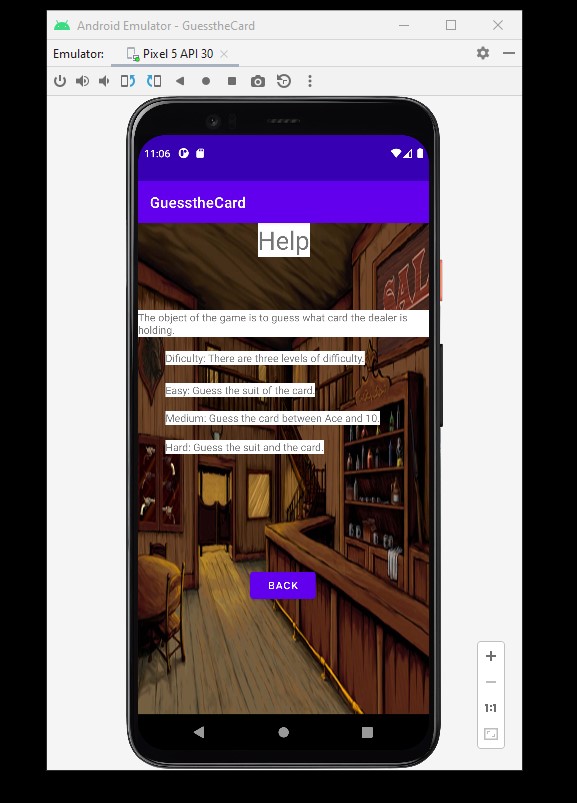 Android Emulator - GuesstheCard
Emulator: Pixel 5 API 30
11:06
GuesstheCard
Help
SAL
The object of the game is to guess what card the dealer is
holding.
Dificulty: There are three levels of difficulty.
Easy: Guess the suit of the card.
Medium: Guess the card between Ace and 10.
Hard: Guess the suit and the card.
BACK
1:1